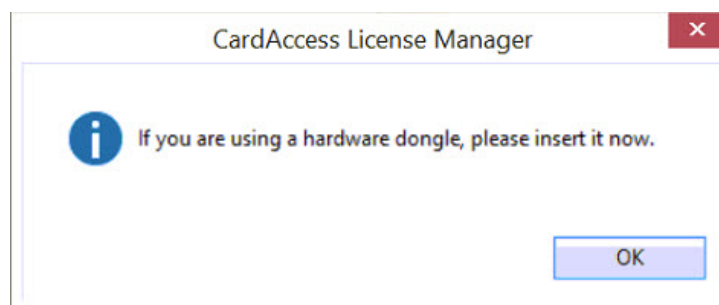 CardAccess License Manager
If you are using a hardware dongle, please insert it now.
OK